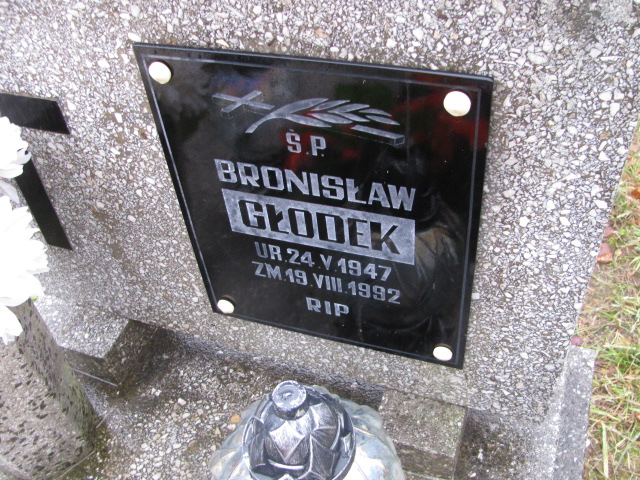 Ś.P.
BRONISŁAW
GŁODEK
UR.24.V.1947
ZM.19.VIII.1992
RIP